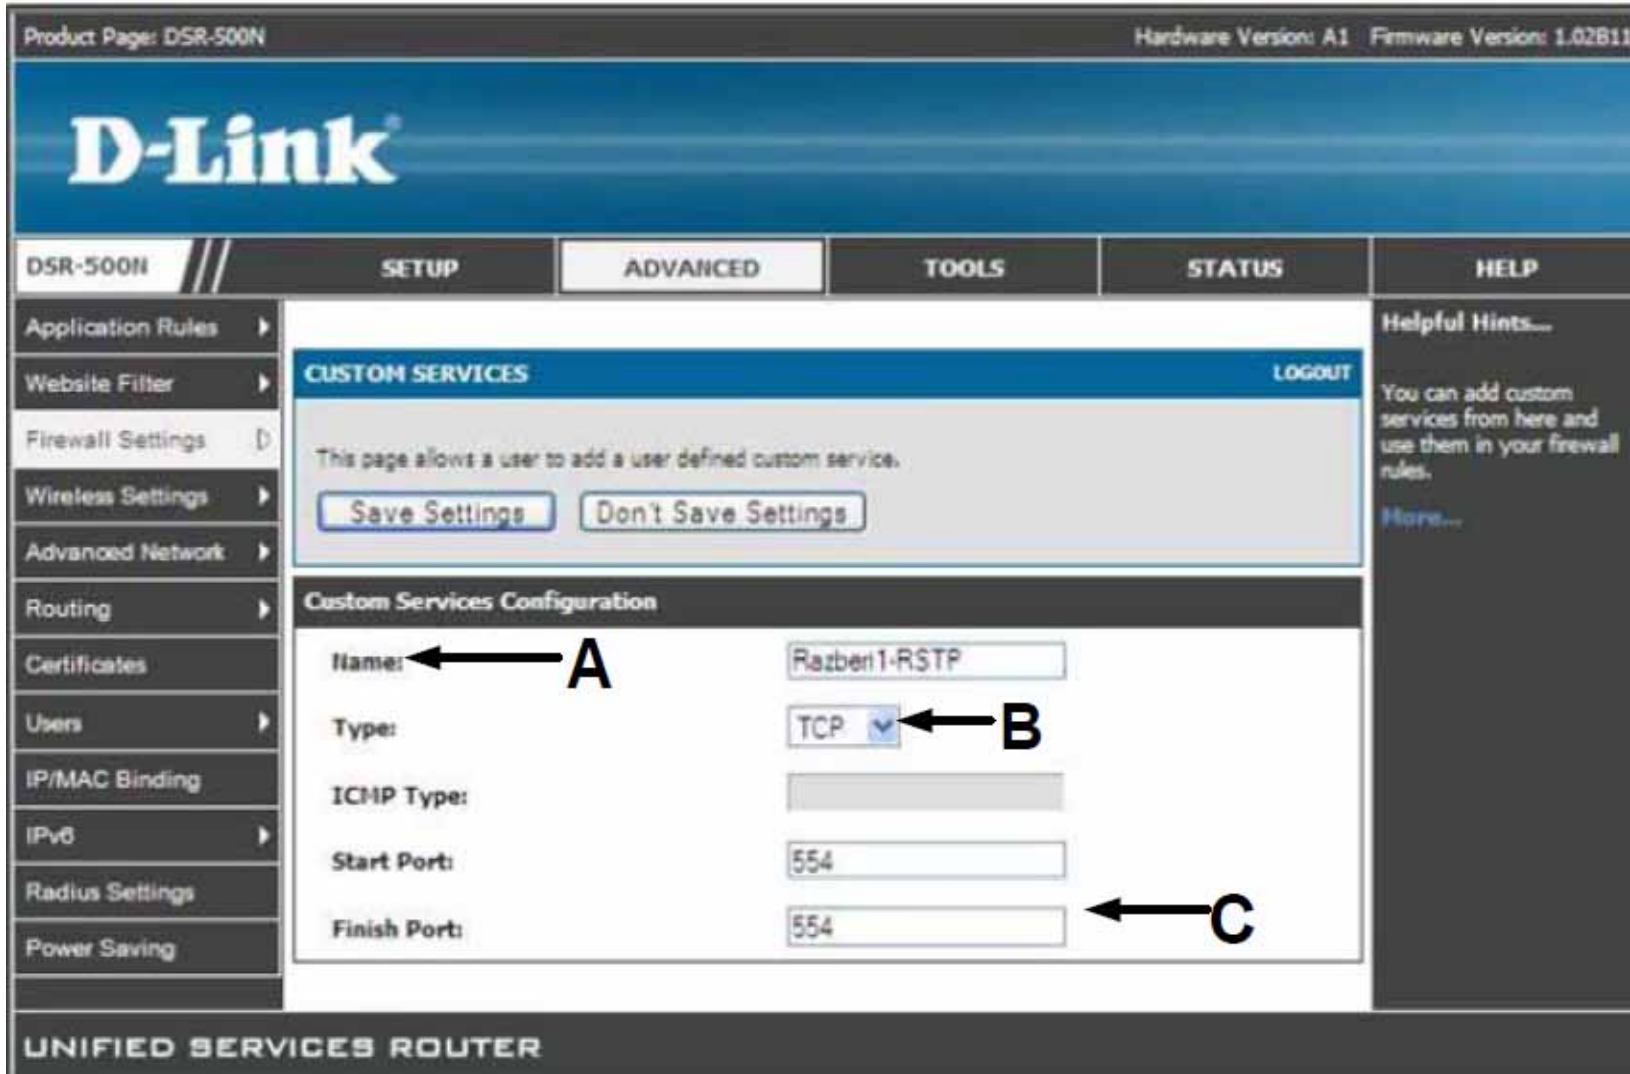 Product Page: DSR-500N Hardware Version: A1 Firmware Version: 1.02B11
D-Link
DSR-500N SETUP ADVANCED TOOLS STATUS HELP
Application Rules
Website Filter
Firewall Settings
Wireless Settings
Advanced Network
Routing
Certificates
Users
IP/MAC Binding
IPv6
Radius Settings
Power Saving
CUSTOM SERVICES LOGOUT
This page allows a user to add a user defined custom service.
Save Settings Don't Save Settings
Custom Services Configuration
Name: A Razberi1-RSTP
Type: TCP B
ICMP Type:
Start Port: 554
Finish Port: 554 C
Helpful Hints...
You can add custom
services from here and
use them in your firewall
rules.
More...
UNIFIED SERVICES ROUTER